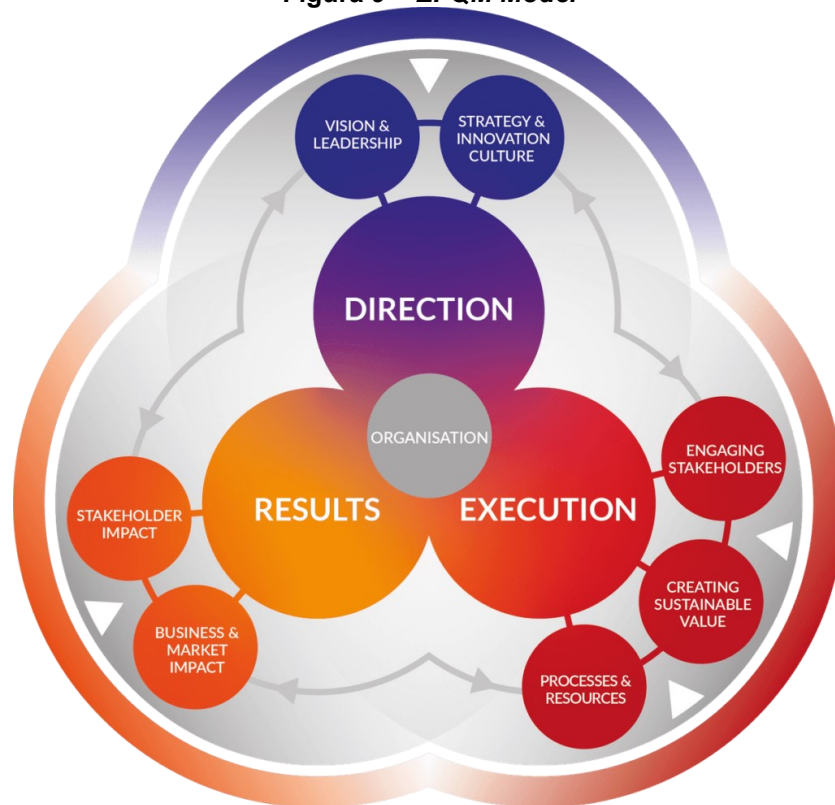 VISION &
LEADERSHIP
STRATEGY &
INNOVATION
CULTURE
DIRECTION
ORGANISATION
RESULTS
EXECUTION
ENGAGING
STAKEHOLDERS
CREATING
SUSTAINABLE
VALUE
PROCESSES &
RESOURCES
STAKEHOLDER
IMPACT
BUSINESS &
MARKET
IMPACT